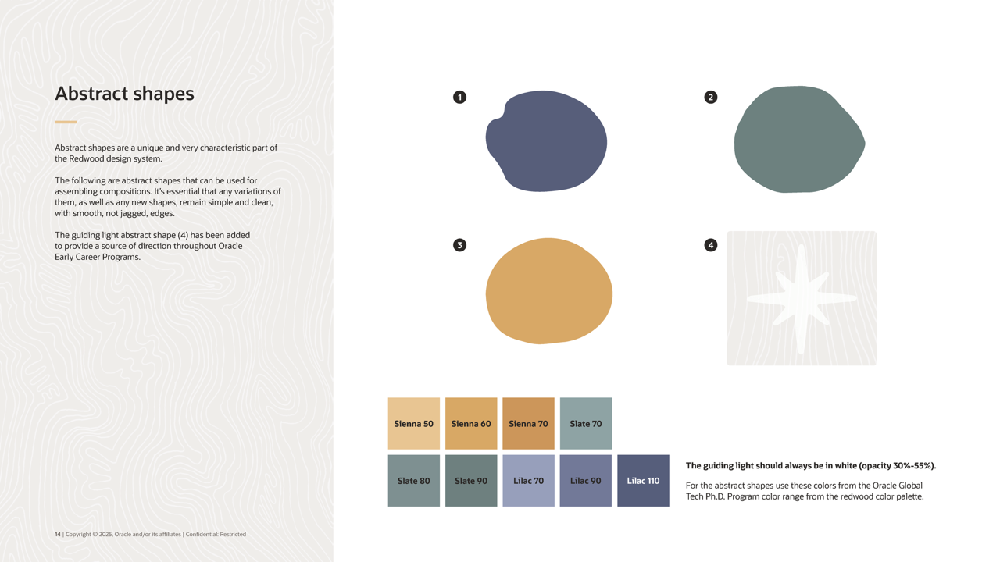 Abstract shapes
Abstract shapes are a unique and very characteristic part of
the Redwood design system.
The following are abstract shapes that can be used for
assembling compositions. It’s essential that any variations of
them, as well as any new shapes, remain simple and clean,
with smooth, not jagged, edges.
The guiding light abstract shape (4) has been added
to provide a source of direction throughout Oracle
Early Career Programs.
1
2
3
4
Sienna 50
Sienna 60
Sienna 70
Slate 70
Slate 80
Slate 90
Lilac 70
Lilac 90
Lilac 110
The guiding light should always be in white (opacity 30%-55%).
For the abstract shapes use these colors from the Oracle Global
Tech Ph.D. Program color range from the redwood color palette.
14 | Copyright © 2025, Oracle and/or its affiliates | Confidential: Restricted